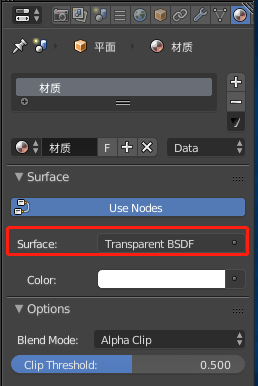 平面 材质
材质
材质 F Data
Surface
Use Nodes
Surface: Transparent BSDF
Color:
Options
Blend Mode: Alpha Clip
Clip Threshold: 0.500